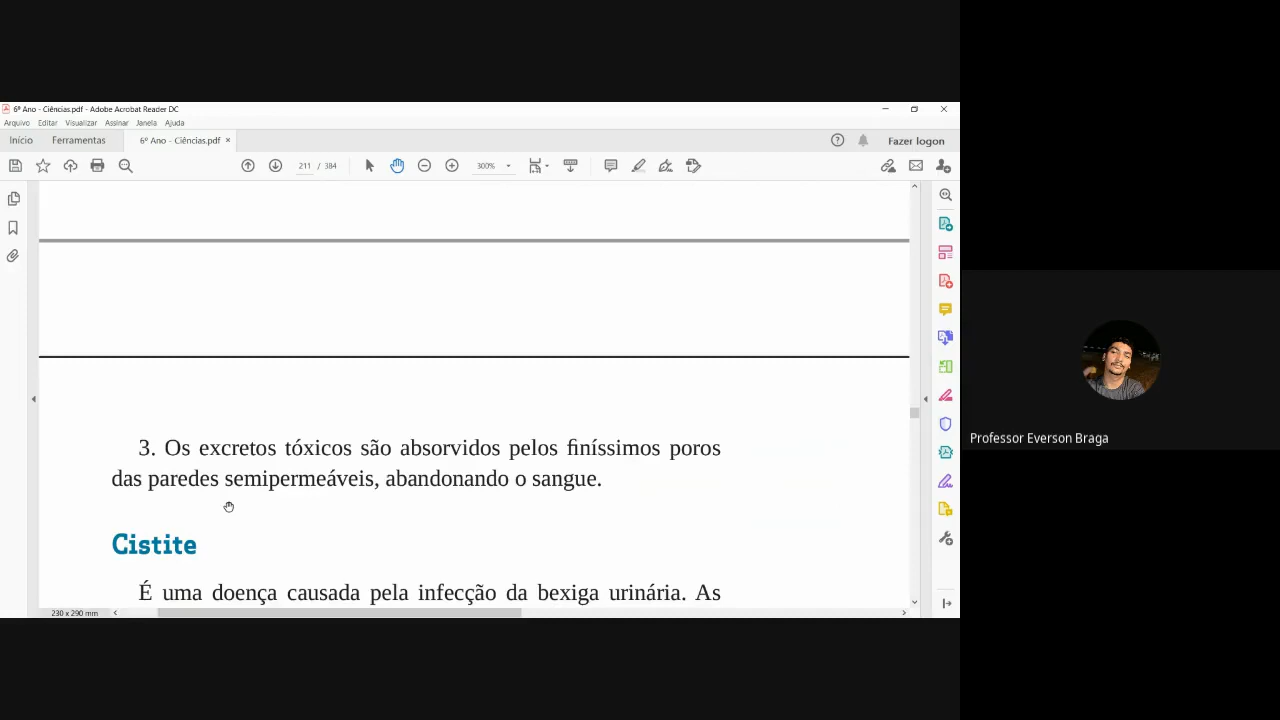 6º Ano - Ciências.pdf - Adobe Acrobat Reader DC
Arquivo Editar Visualizar Assinar Janela Ajuda
Início Ferramentas 6º Ano - Ciências.pdf × Fazer logon
211 / 384 300%
3. Os excretos tóxicos são absorvidos pelos finíssimos poros
das paredes semipermeáveis, abandonando o sangue.
Cistite
É uma doença causada pela infecção da bexiga urinária. As
230 x 290 mm
Professor Everson Braga